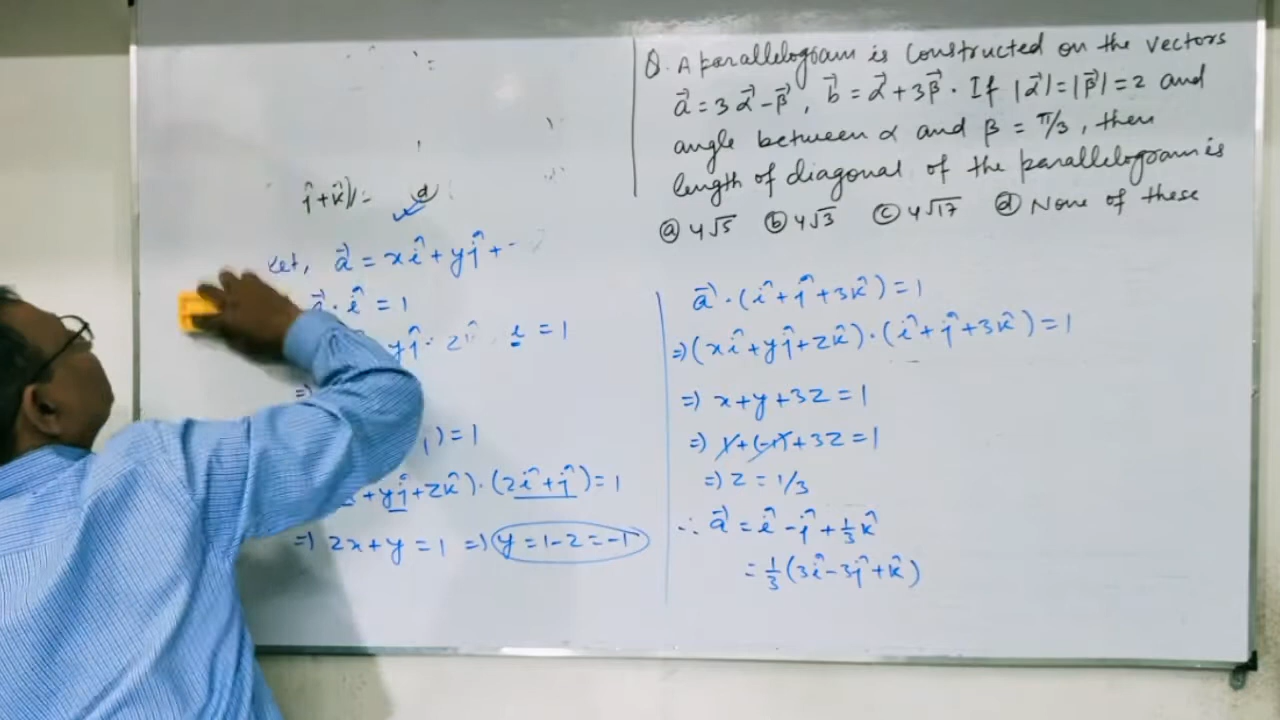 Q. A parallelogram is constructed on the vectors
a⃗ = 3α⃗ - β⃗, b⃗ = α⃗ + 3β⃗. If |α⃗| = |β⃗| = 2 and
angle between α and β = π/3, then
length of diagonal of the parallelogram is
ⓐ 4√5 ⓑ 4√3 ⓒ 4√17 ⓓ None of these
ĵ + k̂) = ⓓ
Let, a⃗ = xî + yĵ +
. î = 1
yĵ 2 = 1
=)
) = 1
+ yĵ + zk̂) . (2î + ĵ) = 1
=) 2x + y = 1 =) y = 1 - 2 = -1
a⃗ . (î + ĵ + 3k̂) = 1
=) (xî + yĵ + zk̂) . (î + ĵ + 3k̂) = 1
=) x + y + 3z = 1
=) 1 + (-1) + 3z = 1
=) z = 1/3
∴ a⃗ = î - ĵ + 1/3 k̂
= 1/3 (3î - 3ĵ + k̂)